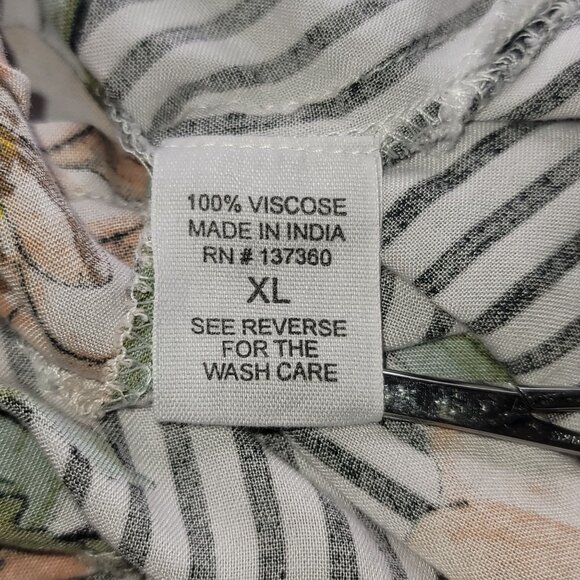 100% VISCOSE
MADE IN INDIA
RN # 137360
XL
SEE REVERSE
FOR THE
WASH CARE